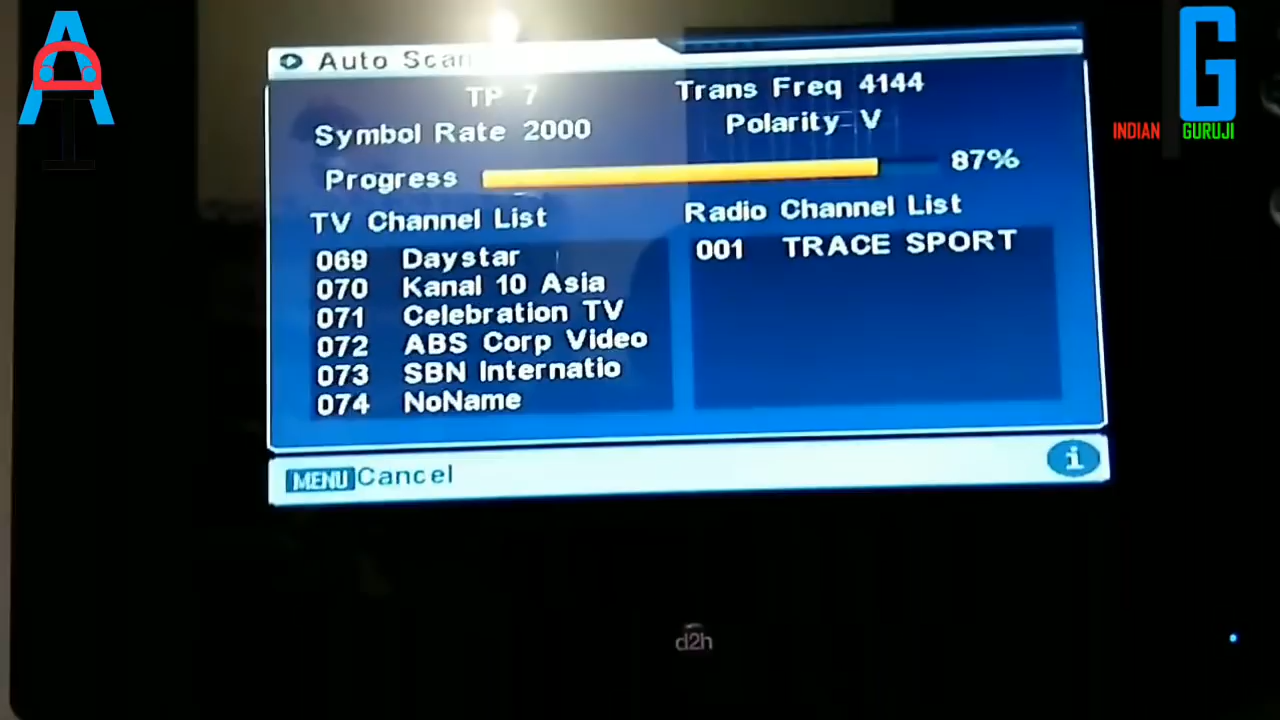 Auto Scan
TP 7
Trans Freq 4144
Symbol Rate 2000
Polarity V
Progress
87%
TV Channel List
Radio Channel List
069 Daystar
001 TRACE SPORT
070 Kanal 10 Asia
071 Celebration TV
072 ABS Corp Video
073 SBN Internatio
074 NoName
MENU Cancel
i
d2h
A
T
G
INDIAN GURUJI